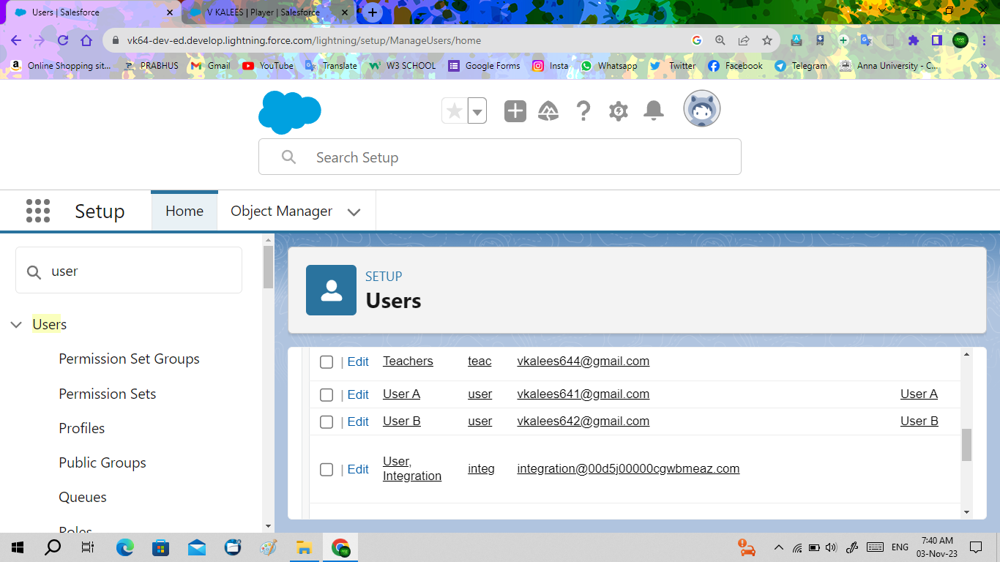 Users | Salesforce
V KALEES | Player | Salesforce
vk64-dev-ed.develop.lightning.force.com/lightning/setup/ManageUsers/home
Online Shopping sit... PRABHUS Gmail YouTube Translate W3 SCHOOL Google Forms Insta Whatsapp Twitter Facebook Telegram Anna University - C... »
Search Setup
Setup Home Object Manager
user
SETUP
Users
Users
Permission Set Groups
Permission Sets
Profiles
Public Groups
Queues
Roles
| Edit Teachers teac vkalees644@gmail.com
| Edit User A user vkalees641@gmail.com User A
| Edit User B user vkalees642@gmail.com User B
| Edit User, Integration integ integration@00d5j00000cgwbmeaz.com
ENG
7:40 AM
03-Nov-23